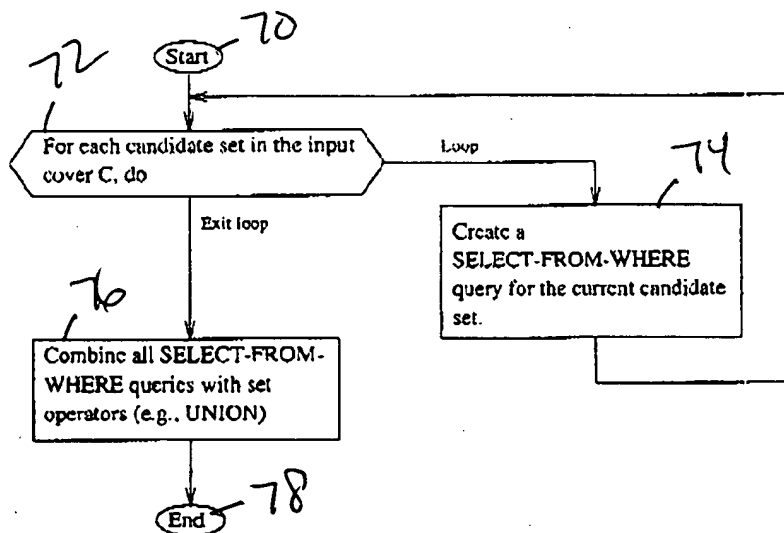 70
Start
72
For each candidate set in the input
cover C, do
Loop
74
Exit loop
Create a
SELECT-FROM-WHERE
query for the current candidate
set.
76
Combine all SELECT-FROM-
WHERE queries with set
operators (e.g., UNION)
78
End